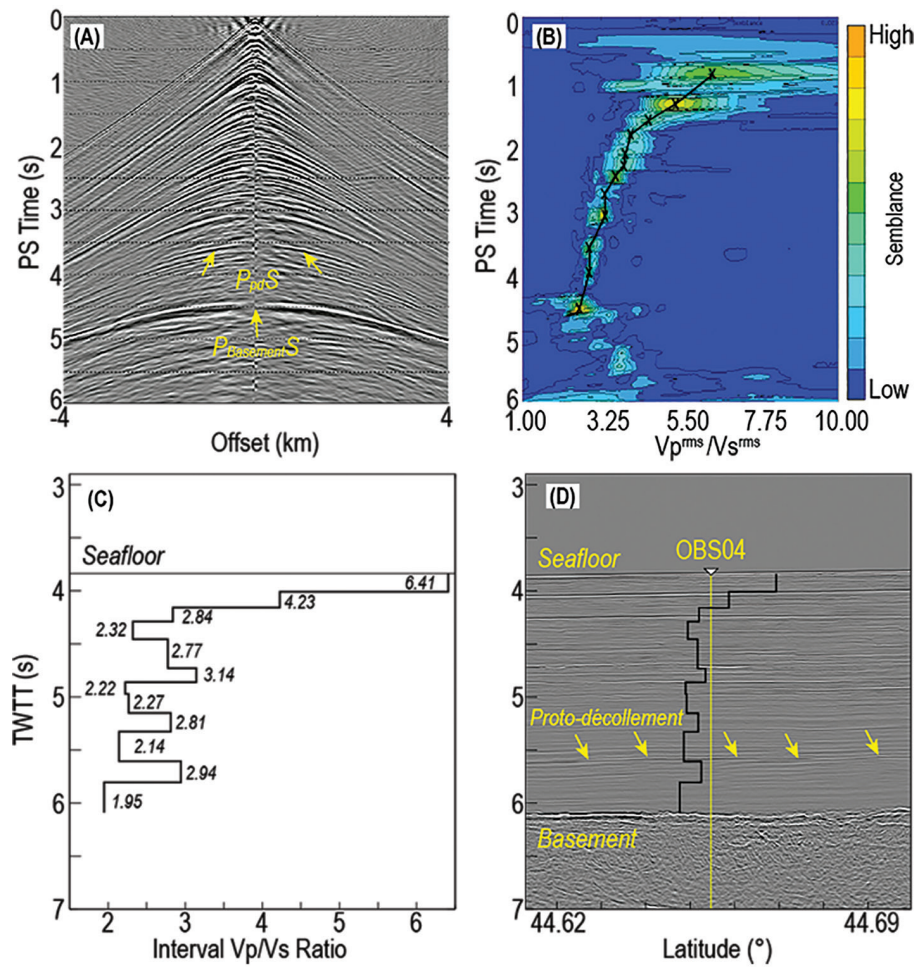 (A)
0
1
2
3
4
5
6
PS Time (s)
PpdS
PBasementS
-4
4
Offset (km)
(B)
0
1
2
3
4
5
6
PS Time (s)
1.00
3.25
5.50
7.75
10.00
Vp^rms/Vs^rms
High
Semblance
Low
(C)
3
4
5
6
7
TWTT (s)
Seafloor
6.41
4.23
2.84
2.32
2.77
3.14
2.22
2.27
2.81
2.14
2.94
1.95
2
3
4
5
6
Interval Vp/Vs Ratio
(D)
3
4
5
6
7
Seafloor
OBS04
Proto-décollement
Basement
44.62
44.69
Latitude (°)